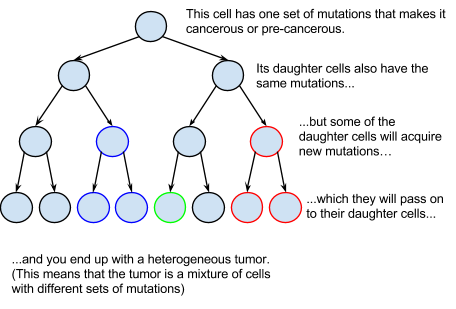 This cell has one set of mutations that makes it
cancerous or pre-cancerous.
Its daughter cells also have the
same mutations...
...but some of the
daughter cells will acquire
new mutations…
...which they will pass on
to their daughter cells...
...and you end up with a heterogeneous tumor.
(This means that the tumor is a mixture of cells
with different sets of mutations)